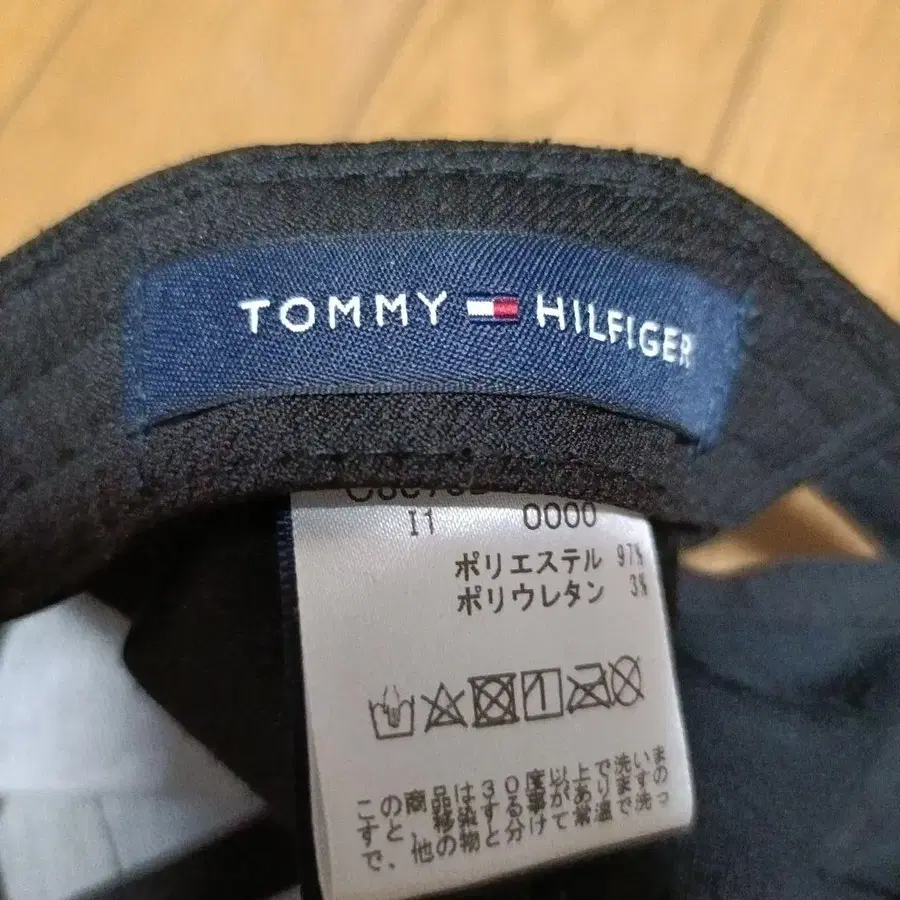 TOMMY HILFIGER
I1 0000
ポリエステル 97%
ポリウレタン 3%
この商品は30度以上で洗いま
すと、移染する事がありますの
で、他の物と分けて常温で洗っ